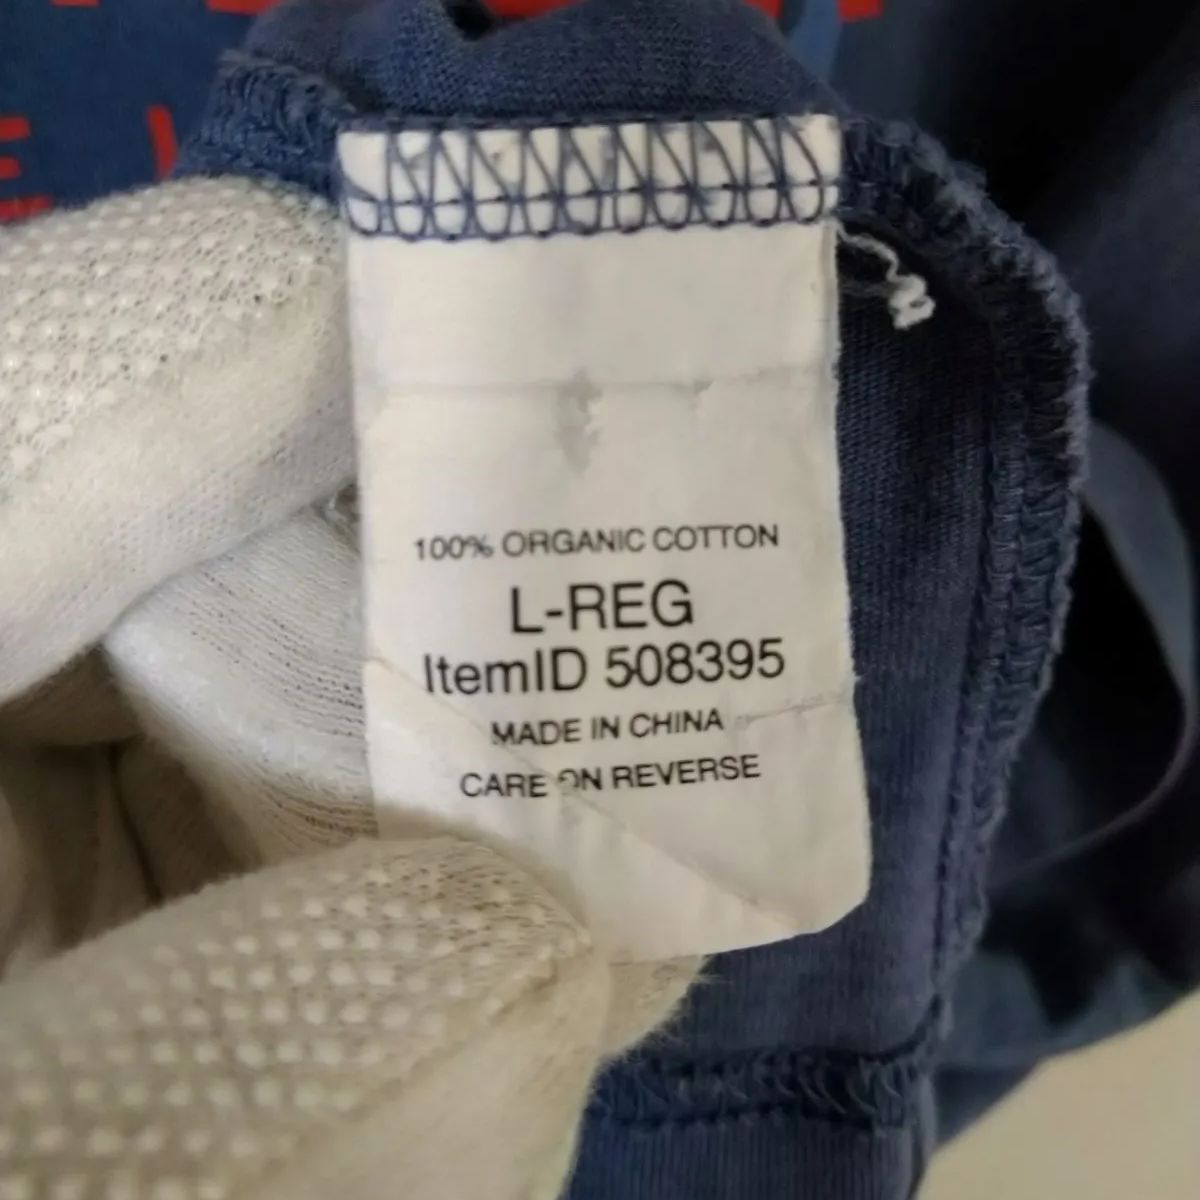 100% ORGANIC COTTON
L-REG
ItemID 508395
MADE IN CHINA
CARE ON REVERSE